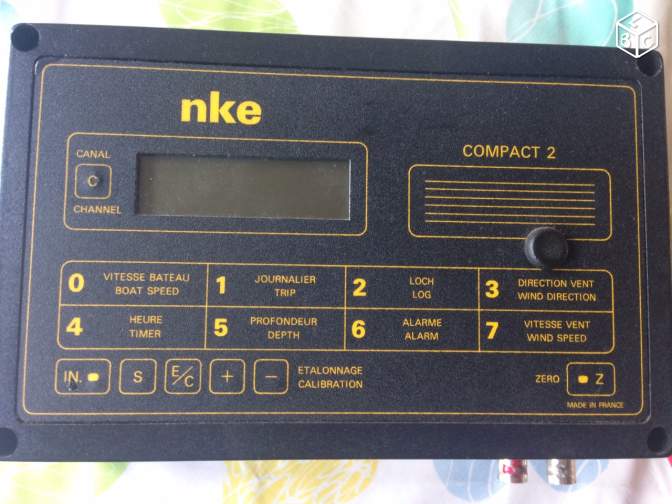 nke
COMPACT 2
CANAL
C
CHANNEL
0 VITESSE BATEAU
BOAT SPEED
1 JOURNALIER
TRIP
2 LOCH
LOG
3 DIRECTION VENT
WIND DIRECTION
4 HEURE
TIMER
5 PROFONDEUR
DEPTH
6 ALARME
ALARM
7 VITESSE VENT
WIND SPEED
IN.
S
E/C
+
-
ETALONNAGE
CALIBRATION
ZERO
Z
MADE IN FRANCE